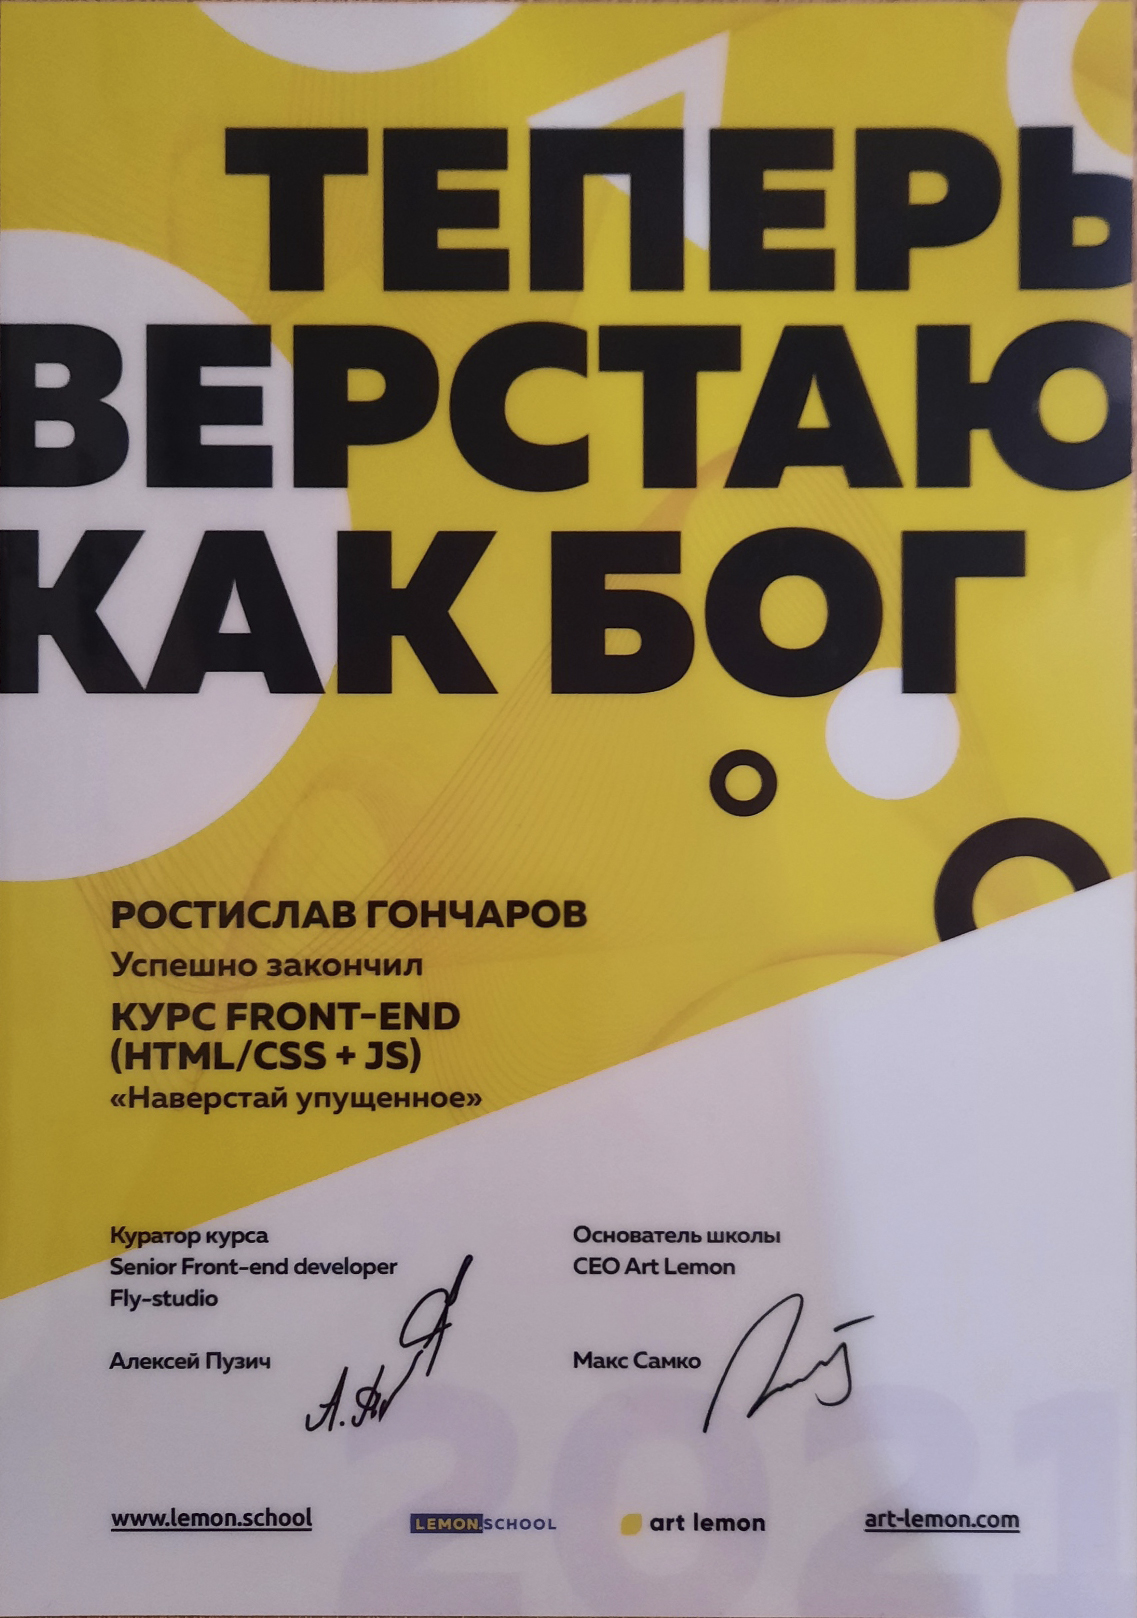 ТЕПЕРЬ
ВЕРСТАЮ
КАК БОГ
РОСТИСЛАВ ГОНЧАРОВ
Успешно закончил
КУРС FRONT-END
(HTML/CSS + JS)
«Наверстай упущенное»
Куратор курса
Senior Front-end developer
Fly-studio
Алексей Пузич
Основатель школы
CEO Art Lemon
Макс Самко
2021
www.lemon.school
LEMON.SCHOOL
art lemon
art-lemon.com